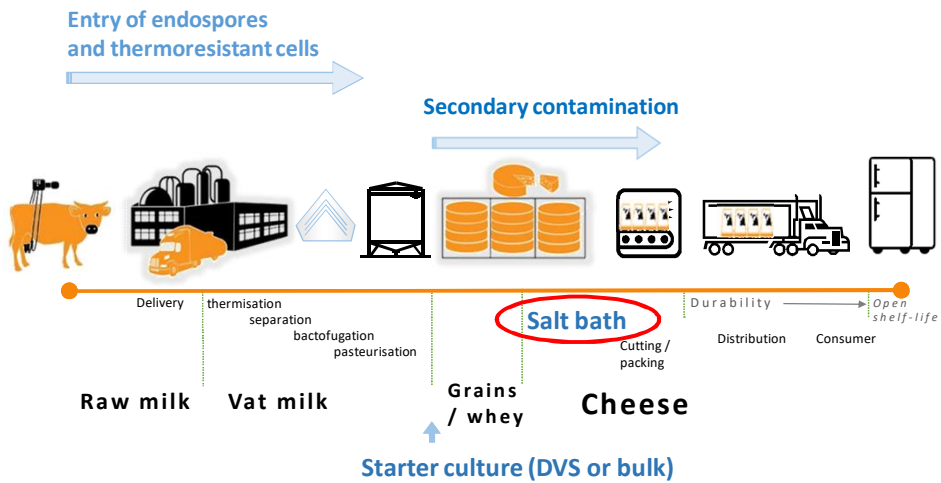 Entry of endospores
and thermoresistant cells
Secondary contamination
Delivery
thermisation
separation
bactofugation
pasteurisation
Salt bath
Cutting /
packing
Durability
Open
shelf-life
Distribution
Consumer
Raw milk
Vat milk
Grains
/ whey
Cheese
Starter culture (DVS or bulk)